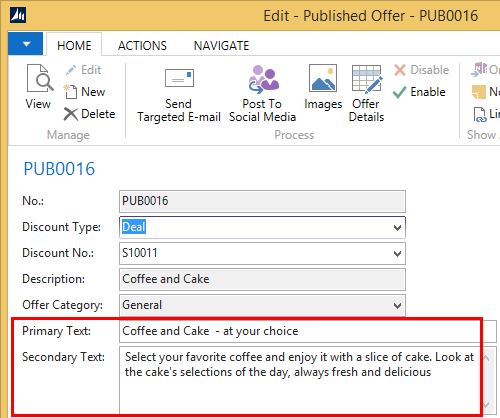 Edit - Published Offer - PUB0016
HOME ACTIONS NAVIGATE
View
Edit
New
Delete
Manage
Send
Targeted E-mail
Post To
Social Media
Images
Offer
Details
Disable
Enable
Process
No
Show
PUB0016
No.: PUB0016
Discount Type: Deal
Discount No.: S10011
Description: Coffee and Cake
Offer Category: General
Primary Text: Coffee and Cake - at your choice
Secondary Text: Select your favorite coffee and enjoy it with a slice of cake. Look at
the cake's selections of the day, always fresh and delicious